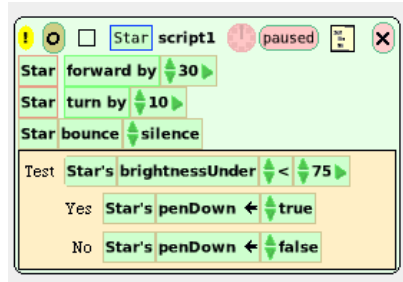 ! O Star script1 paused
Star forward by 30
Star turn by 10
Star bounce silence
Test Star's brightnessUnder < 75
Yes Star's penDown ← true
No Star's penDown ← false